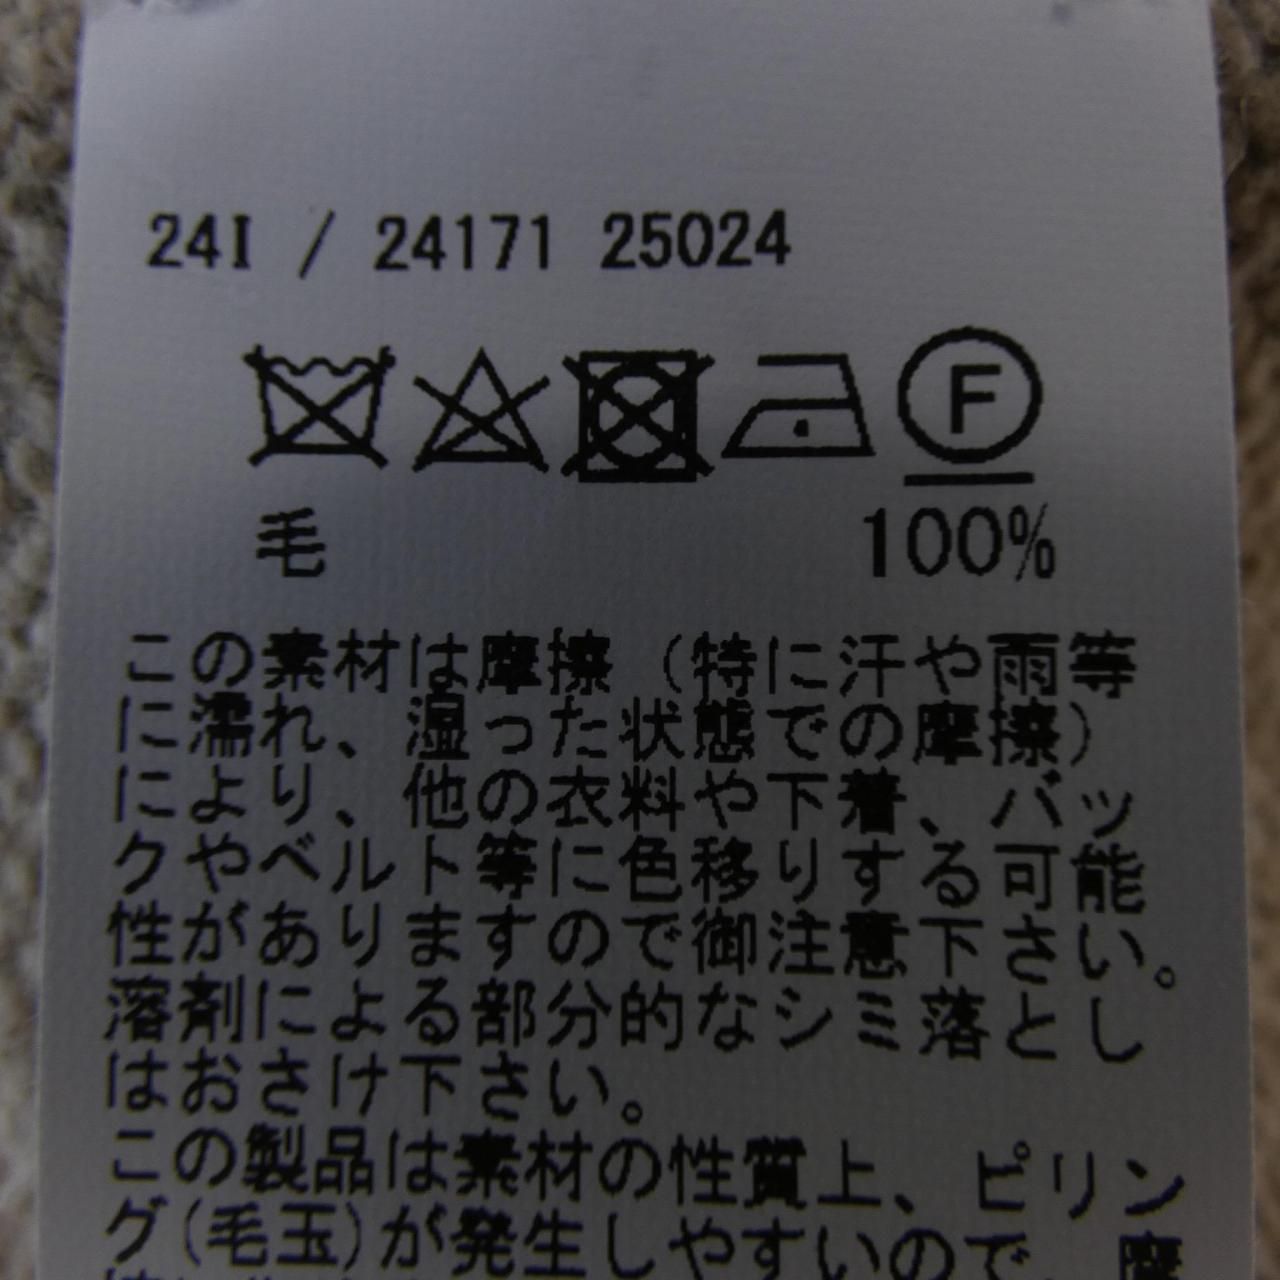 24I / 24171 25024
F
毛 100%
この素材は摩擦（特に汗や雨等
に濡れ、湿った状態での摩擦）
により、他の衣料や下着、バッ
クやベルト等に色移りする可能
性がありますので御注意下さい。
溶剤による部分的なシミ落とし
はおさけ下さい。
この製品は素材の性質上、ピリン
グ(毛玉)が発生しやすいので 摩